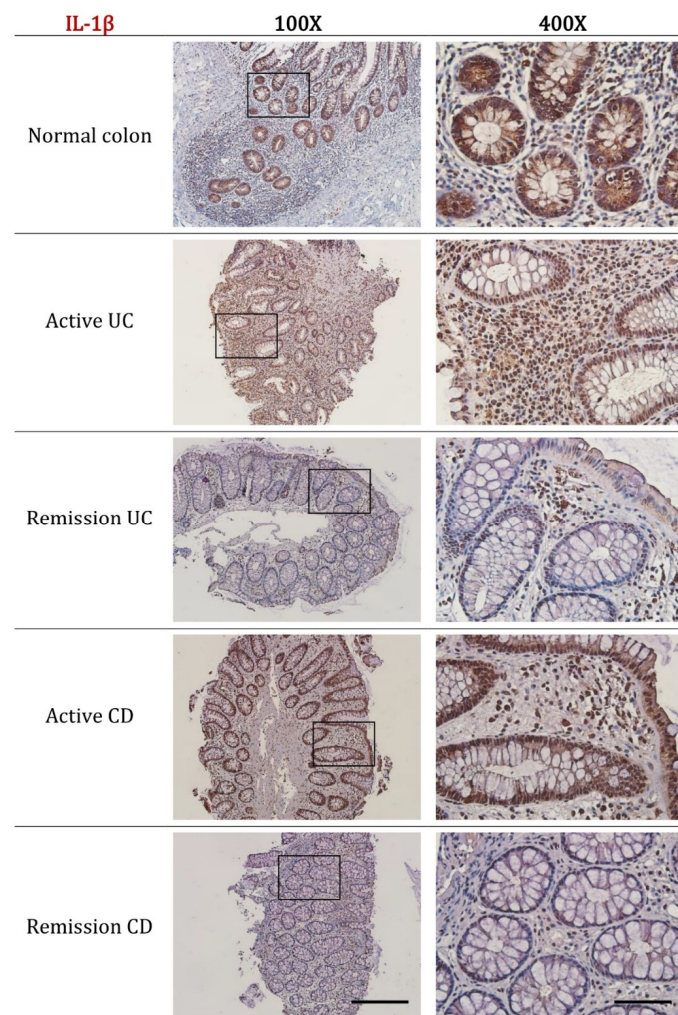 IL-1β 100X 400X
Normal colon
Active UC
Remission UC
Active CD
Remission CD